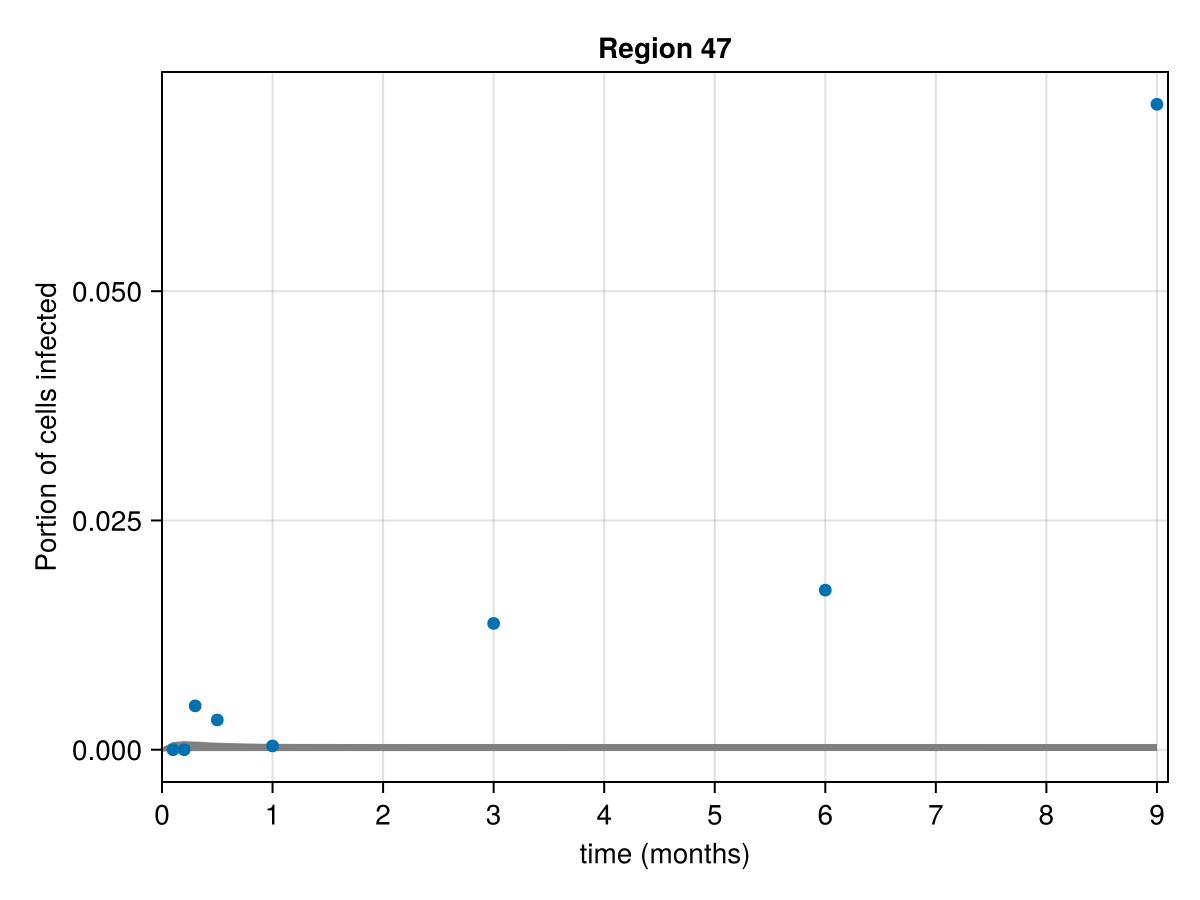 Region 47
Portion of cells infected
0.050
0.025
0.000
0 1 2 3 4 5 6 7 8 9
time (months)